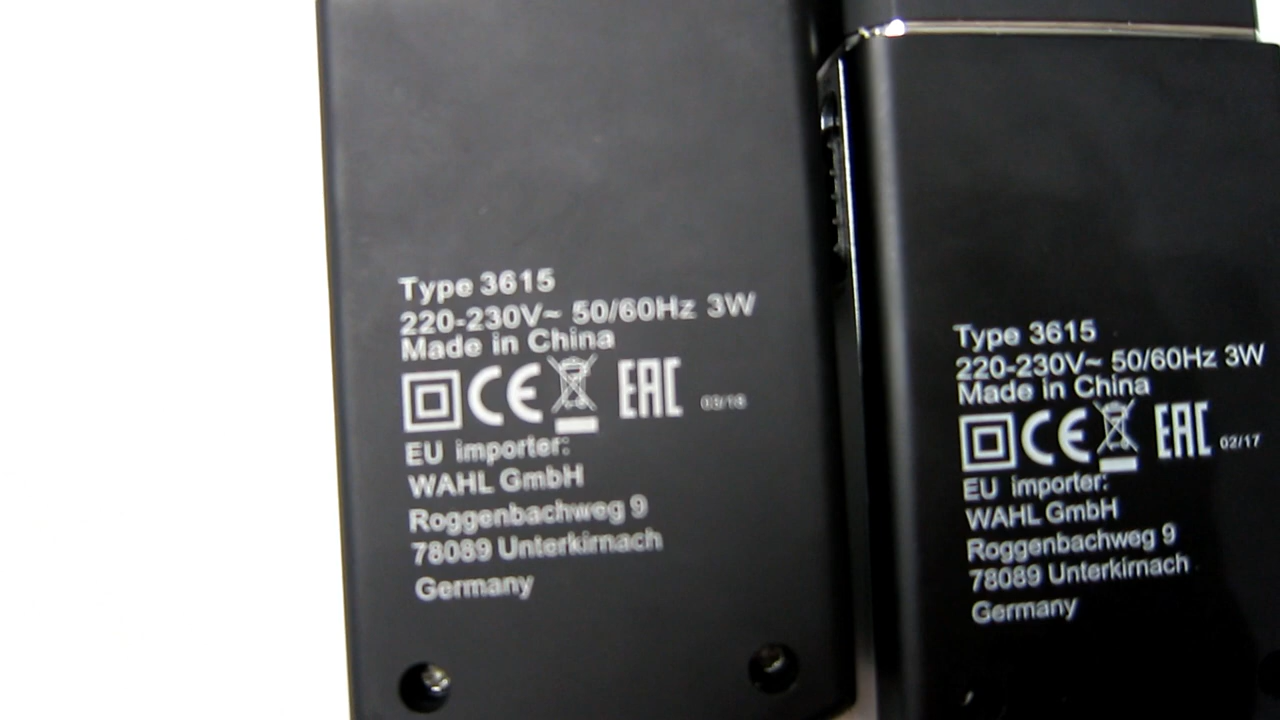 Type 3615
220-230V~ 50/60Hz 3W
Made in China
CE EAC
EU importer:
WAHL GmbH
Roggenbachweg 9
78089 Unterkirnach
Germany
Type 3615
220-230V~ 50/60Hz 3W
Made in China
CE EAC 02/17
EU importer:
WAHL GmbH
Roggenbachweg 9
78089 Unterkirnach
Germany